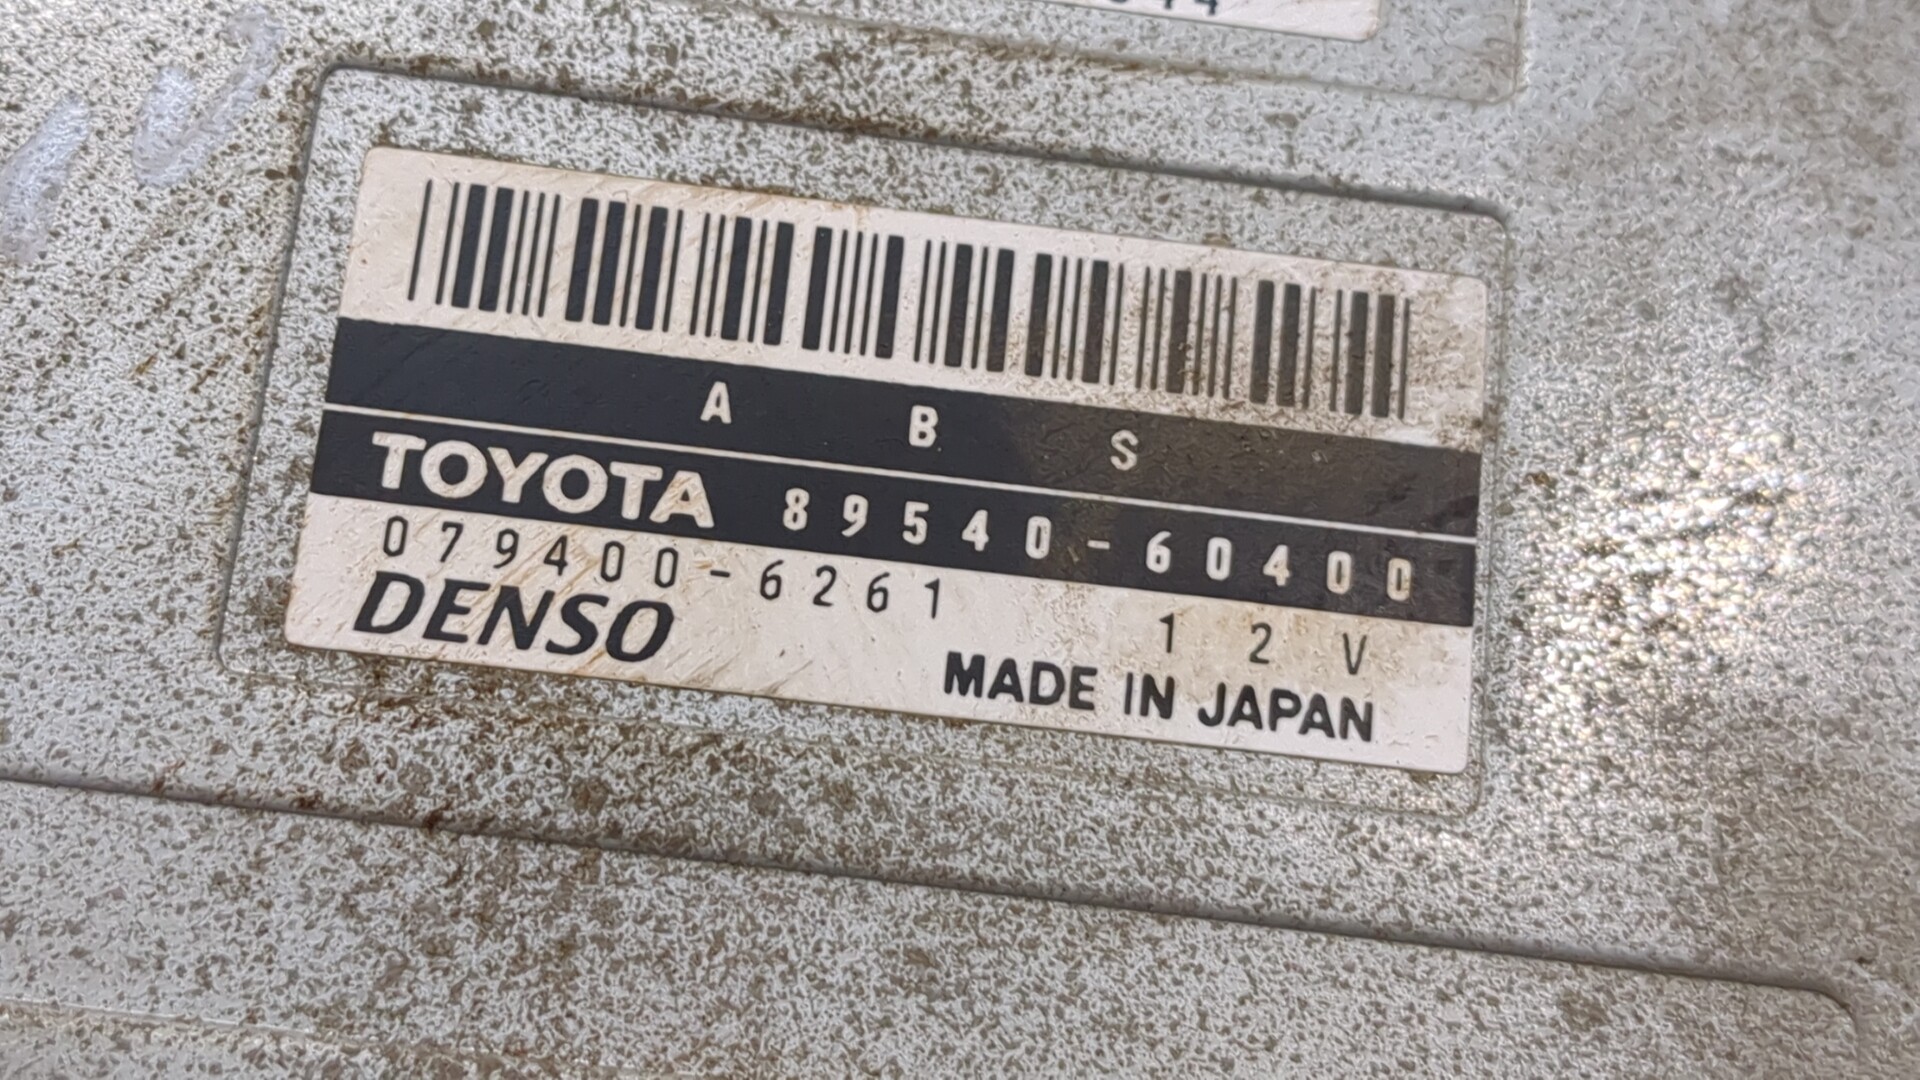 A B S
TOYOTA 89540-60400
079400-6261 12V
DENSO MADE IN JAPAN